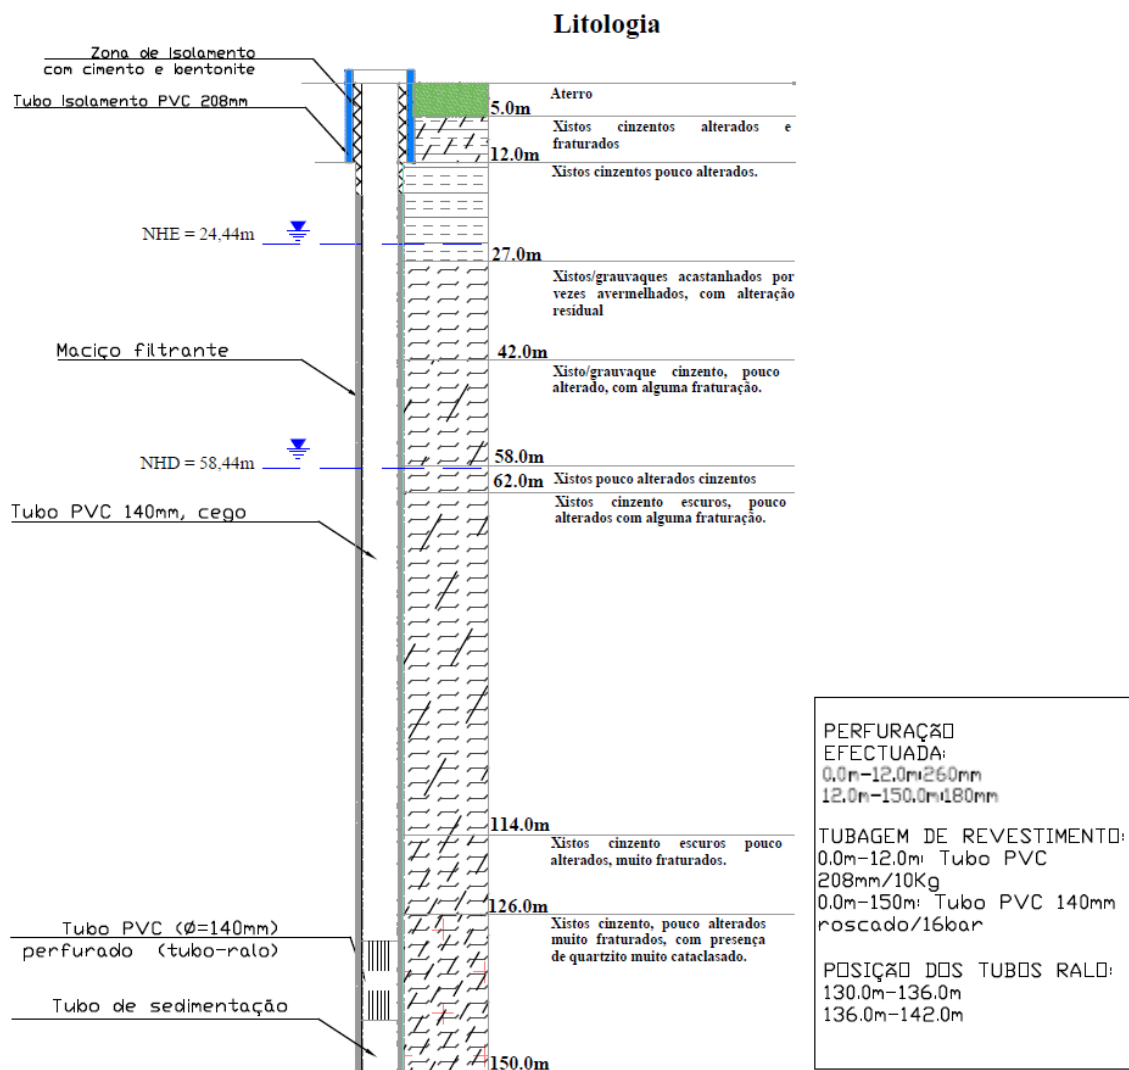 Litologia
Zona de Isolamento
com cimento e bentonite
Tubo Isolamento PVC 208mm
5.0m
Aterro
Xistos cinzentos alterados e
fraturados
12.0m
Xistos cinzentos pouco alterados.
NHE = 24,44m
27.0m
Xistos/grauvaques acastanhados por
vezes avermelhados, com alteração
residual
Maciço filtrante
42.0m
Xisto/grauvaque cinzento, pouco
alterado, com alguma fraturação.
NHD = 58,44m
58.0m
62.0m
Xistos pouco alterados cinzentos
Xistos cinzento escuros, pouco
alterados com alguma fraturação.
Tubo PVC 140mm, cego
114.0m
Xistos cinzento escuros pouco
alterados, muito fraturados.
126.0m
Xistos cinzento, pouco alterados
muito fraturados, com presença
de quartzito muito cataclasado.
Tubo PVC (Ø=140mm)
perfurado (tubo-ralo)
Tubo de sedimentação
150.0m
PERFURAÇÃO
EFECTUADA:
0.0m-12.0m:260mm
12.0m-150.0m:180mm
TUBAGEM DE REVESTIMENTO:
0.0m-12.0m: Tubo PVC
208mm/10Kg
0.0m-150m: Tubo PVC 140mm
roscado/16bar
POSIÇÃO DOS TUBOS RALO:
130.0m-136.0m
136.0m-142.0m